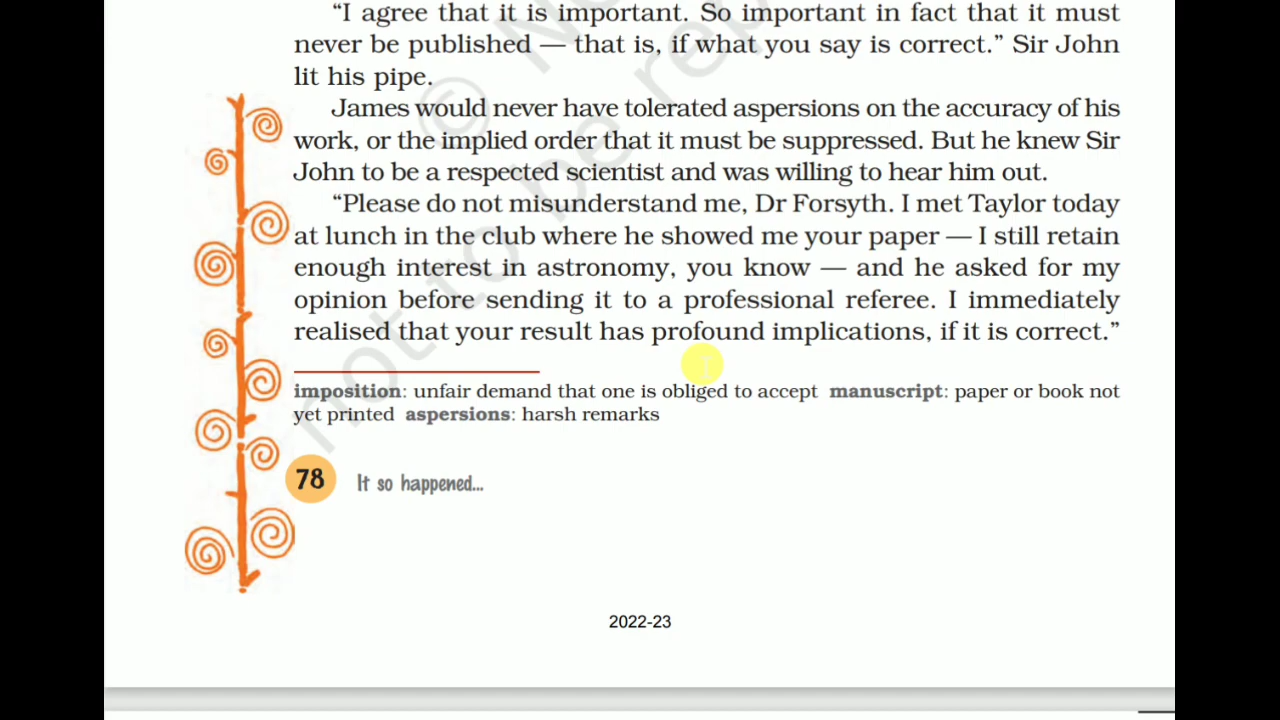 “I agree that it is important. So important in fact that it must
never be published — that is, if what you say is correct.” Sir John
lit his pipe.
James would never have tolerated aspersions on the accuracy of his
work, or the implied order that it must be suppressed. But he knew Sir
John to be a respected scientist and was willing to hear him out.
“Please do not misunderstand me, Dr Forsyth. I met Taylor today
at lunch in the club where he showed me your paper — I still retain
enough interest in astronomy, you know — and he asked for my
opinion before sending it to a professional referee. I immediately
realised that your result has profound implications, if it is correct.”
imposition: unfair demand that one is obliged to accept manuscript: paper or book not
yet printed aspersions: harsh remarks
78 It so happened...
2022-23
© N
not to be rep